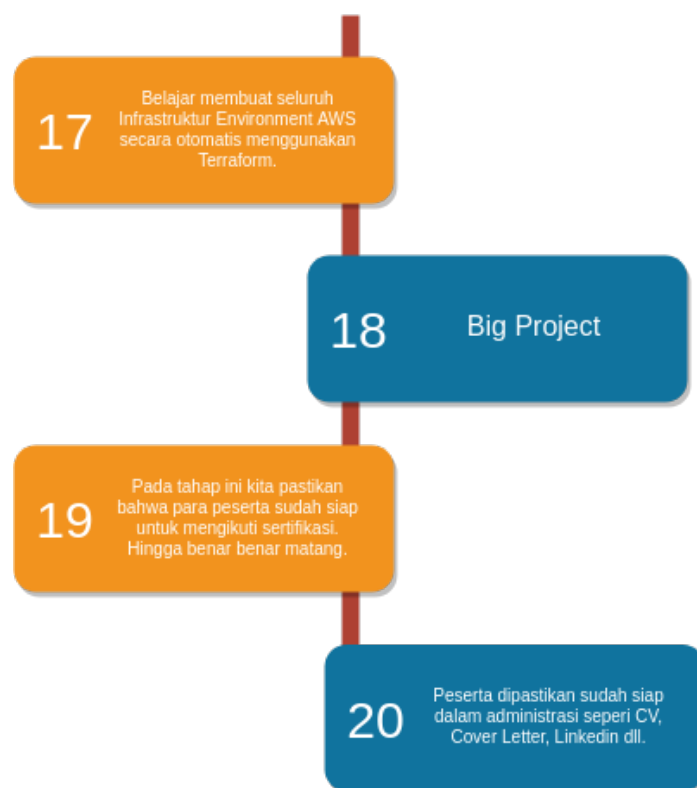 17
Belajar membuat seluruh
Infrastruktur Environment AWS
secara otomatis menggunakan
Terraform.
18
Big Project
19
Pada tahap ini kita pastikan
bahwa para peserta sudah siap
untuk mengikuti sertifikasi.
Hingga benar benar matang.
20
Peserta dipastikan sudah siap
dalam administrasi seperi CV,
Cover Letter, Linkedin dll.